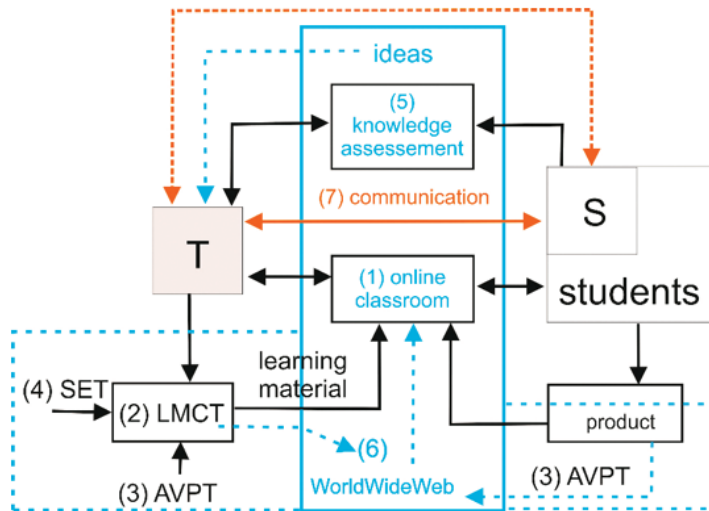 ideas
(5)
knowledge
assessement
(7) communication
T
S
students
(1) online
classroom
learning
material
(4) SET
(2) LMCT
(3) AVPT
(6)
WorldWideWeb
product
(3) AVPT